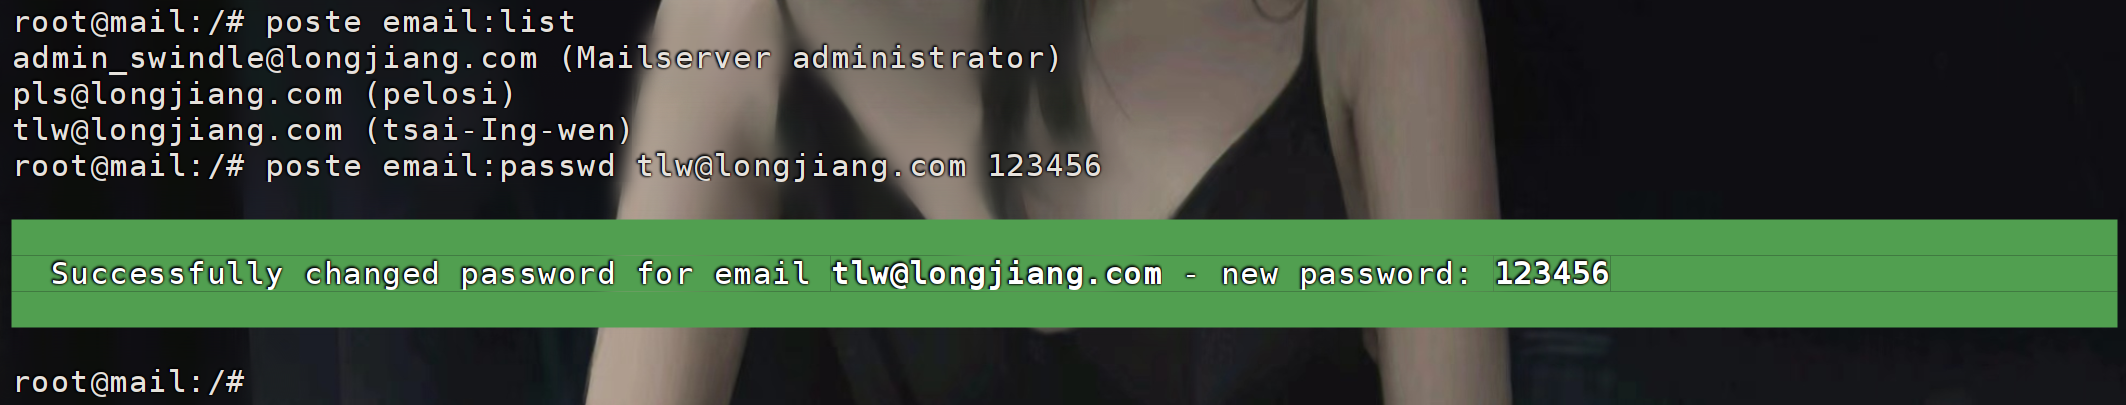 root@mail:/# poste email:list
admin_swindle@longjiang.com (Mailserver administrator)
pls@longjiang.com (pelosi)
tlw@longjiang.com (tsai-Ing-wen)
root@mail:/# poste email:passwd tlw@longjiang.com 123456
Successfully changed password for email tlw@longjiang.com - new password: 123456
root@mail:/#